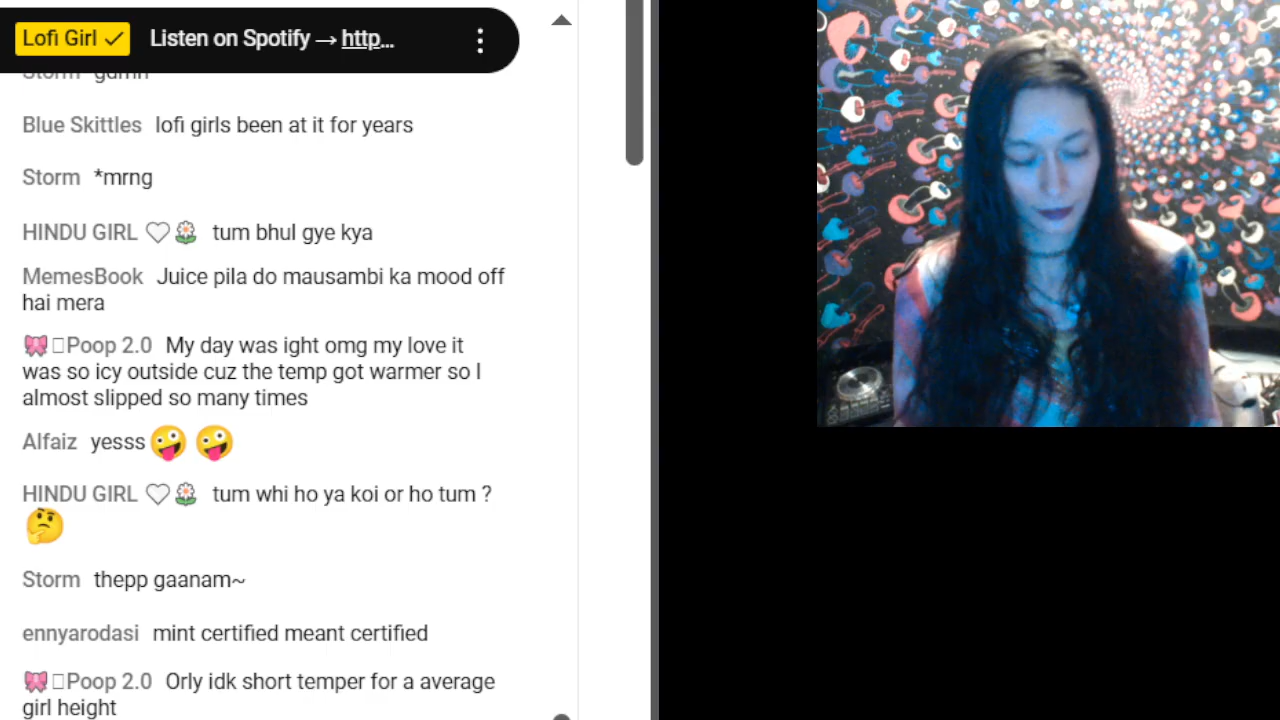 Lofi Girl ✓ Listen on Spotify → http...
Storm gdmn
Blue Skittles lofi girls been at it for years
Storm *mrng
HINDU GIRL 🤍🌼 tum bhul gye kya
MemesBook Juice pila do mausambi ka mood off
hai mera
🎀 Poop 2.0 My day was ight omg my love it
was so icy outside cuz the temp got warmer so I
almost slipped so many times
Alfaiz yesss🤪🤪
HINDU GIRL 🤍🌼 tum whi ho ya koi or ho tum ?
🤔
Storm thepp gaanam~
ennyarodasi mint certified meant certified
🎀 Poop 2.0 Orly idk short temper for a average
girl height